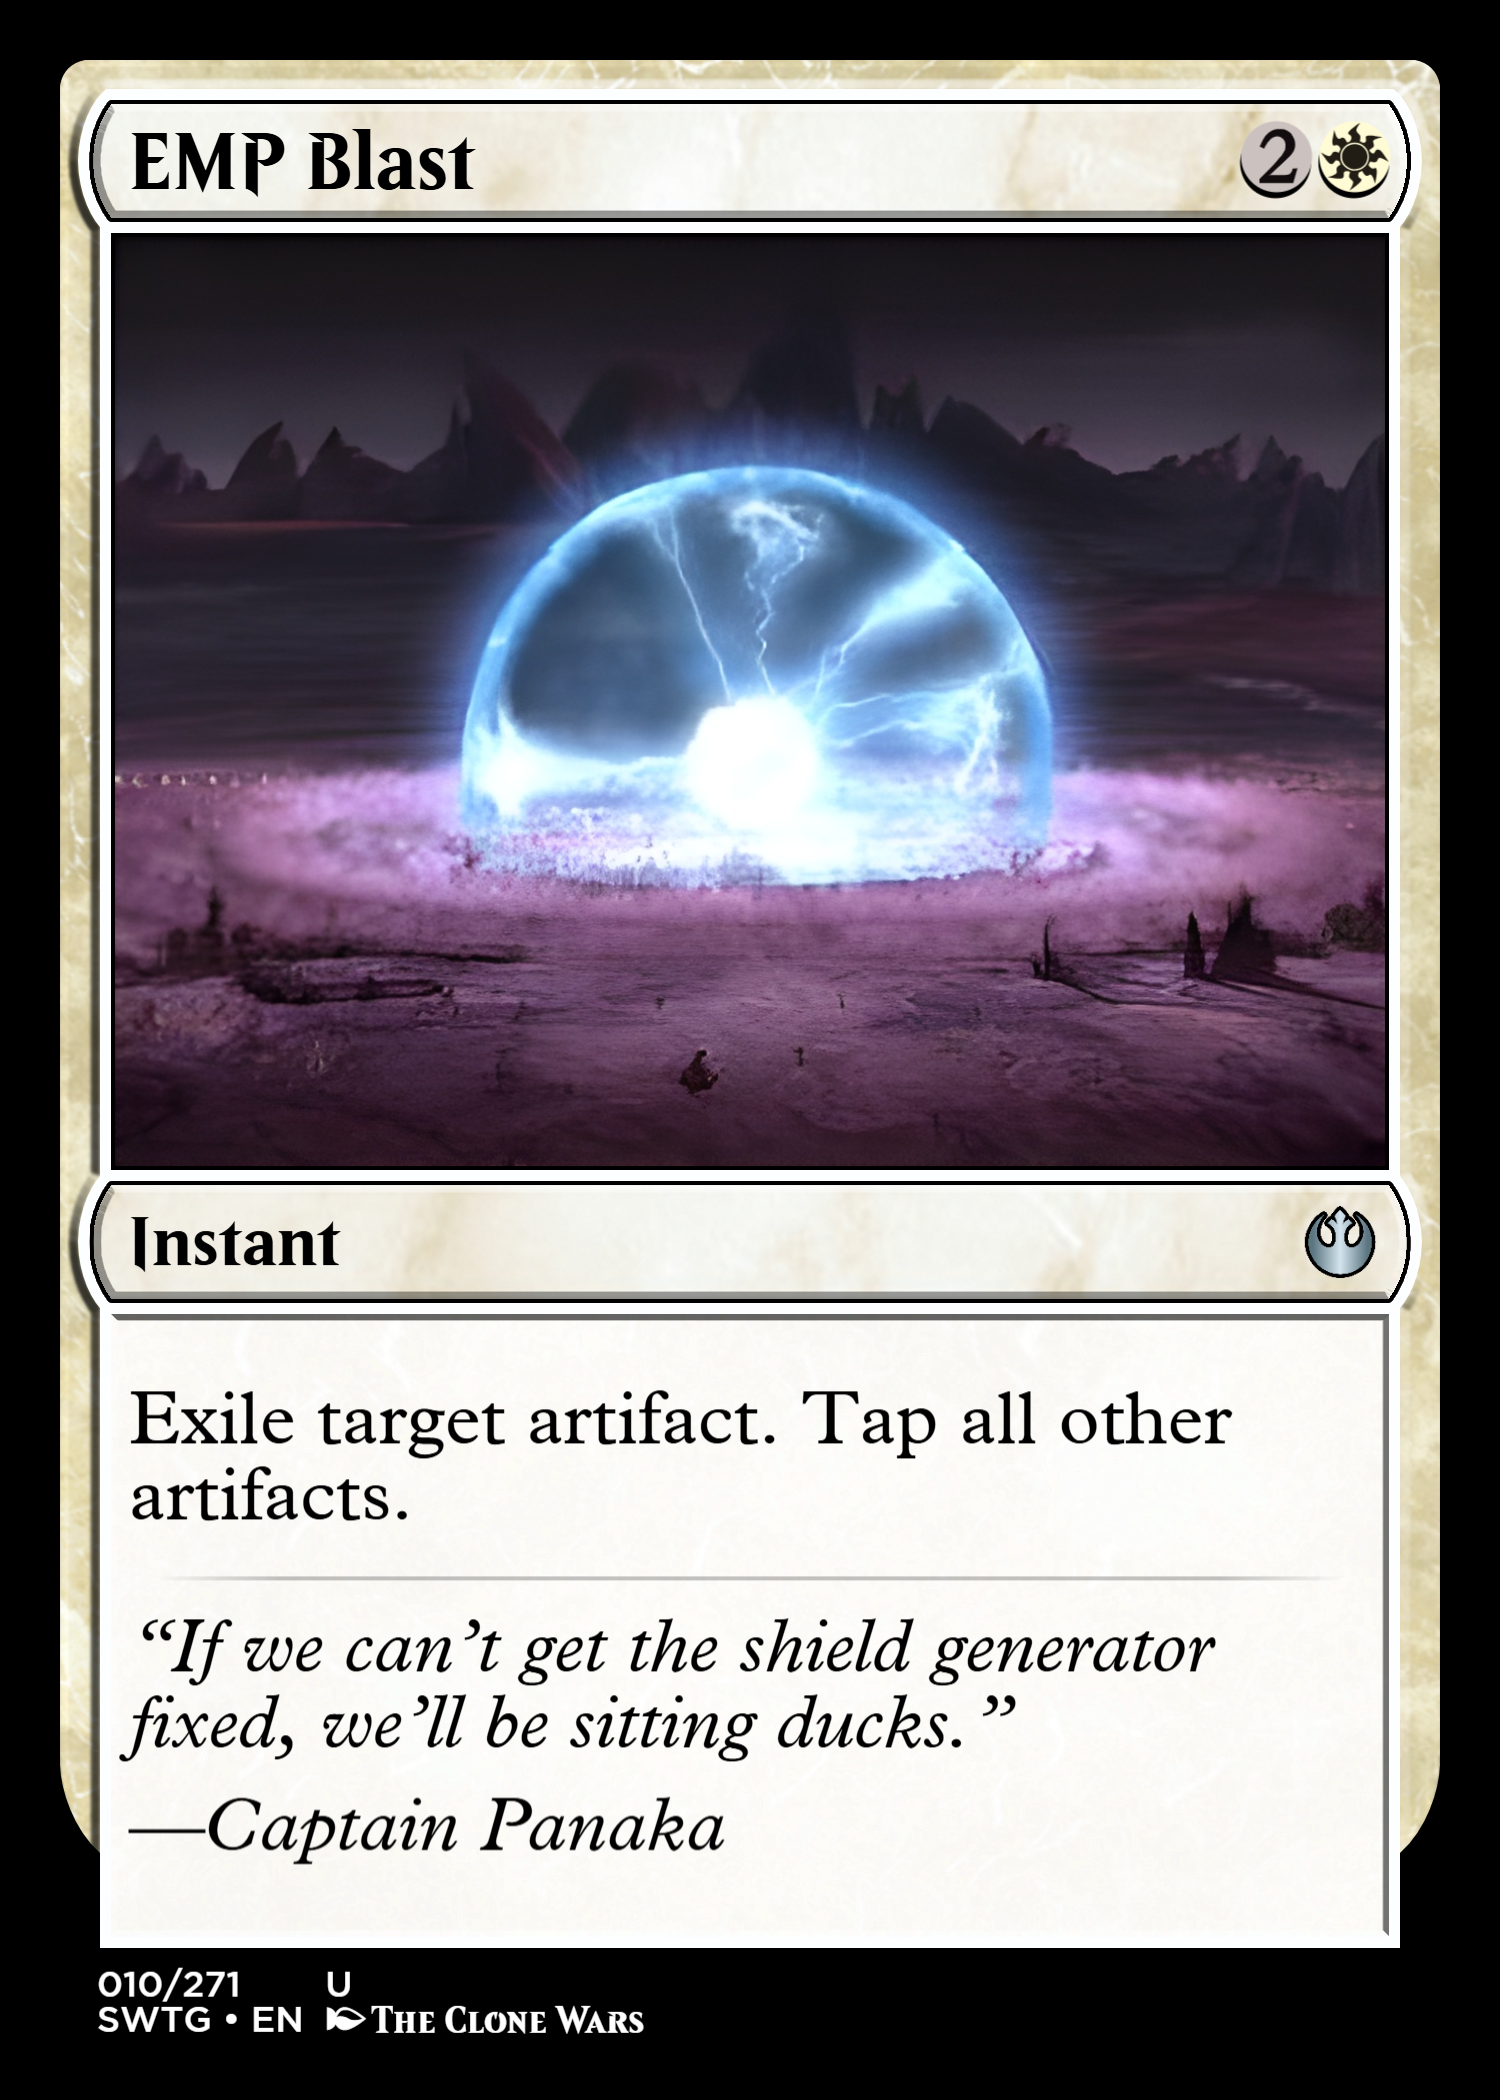 EMP Blast 2
Instant
Exile target artifact. Tap all other
artifacts.
“If we can’t get the shield generator
fixed, we’ll be sitting ducks.”
—Captain Panaka
010/271 U
SWTG • EN The Clone Wars